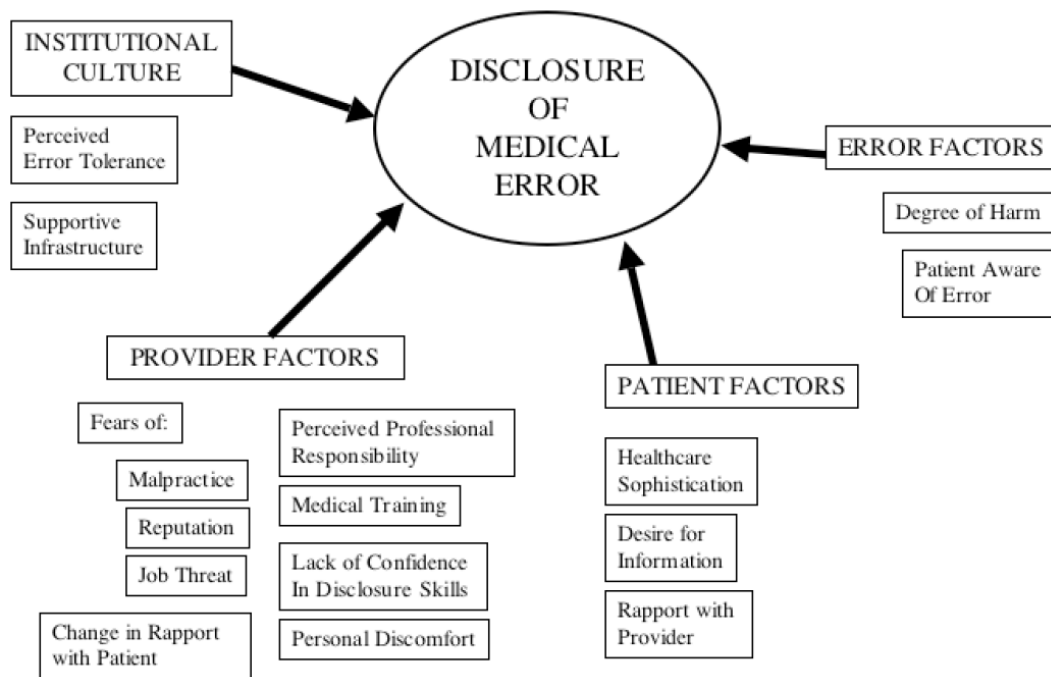 INSTITUTIONAL
CULTURE
Perceived
Error Tolerance
Supportive
Infrastructure
DISCLOSURE
OF
MEDICAL
ERROR
ERROR FACTORS
Degree of Harm
Patient Aware
Of Error
PROVIDER FACTORS
Fears of:
Malpractice
Reputation
Job Threat
Change in Rapport
with Patient
Perceived Professional
Responsibility
Medical Training
Lack of Confidence
In Disclosure Skills
Personal Discomfort
PATIENT FACTORS
Healthcare
Sophistication
Desire for
Information
Rapport with
Provider